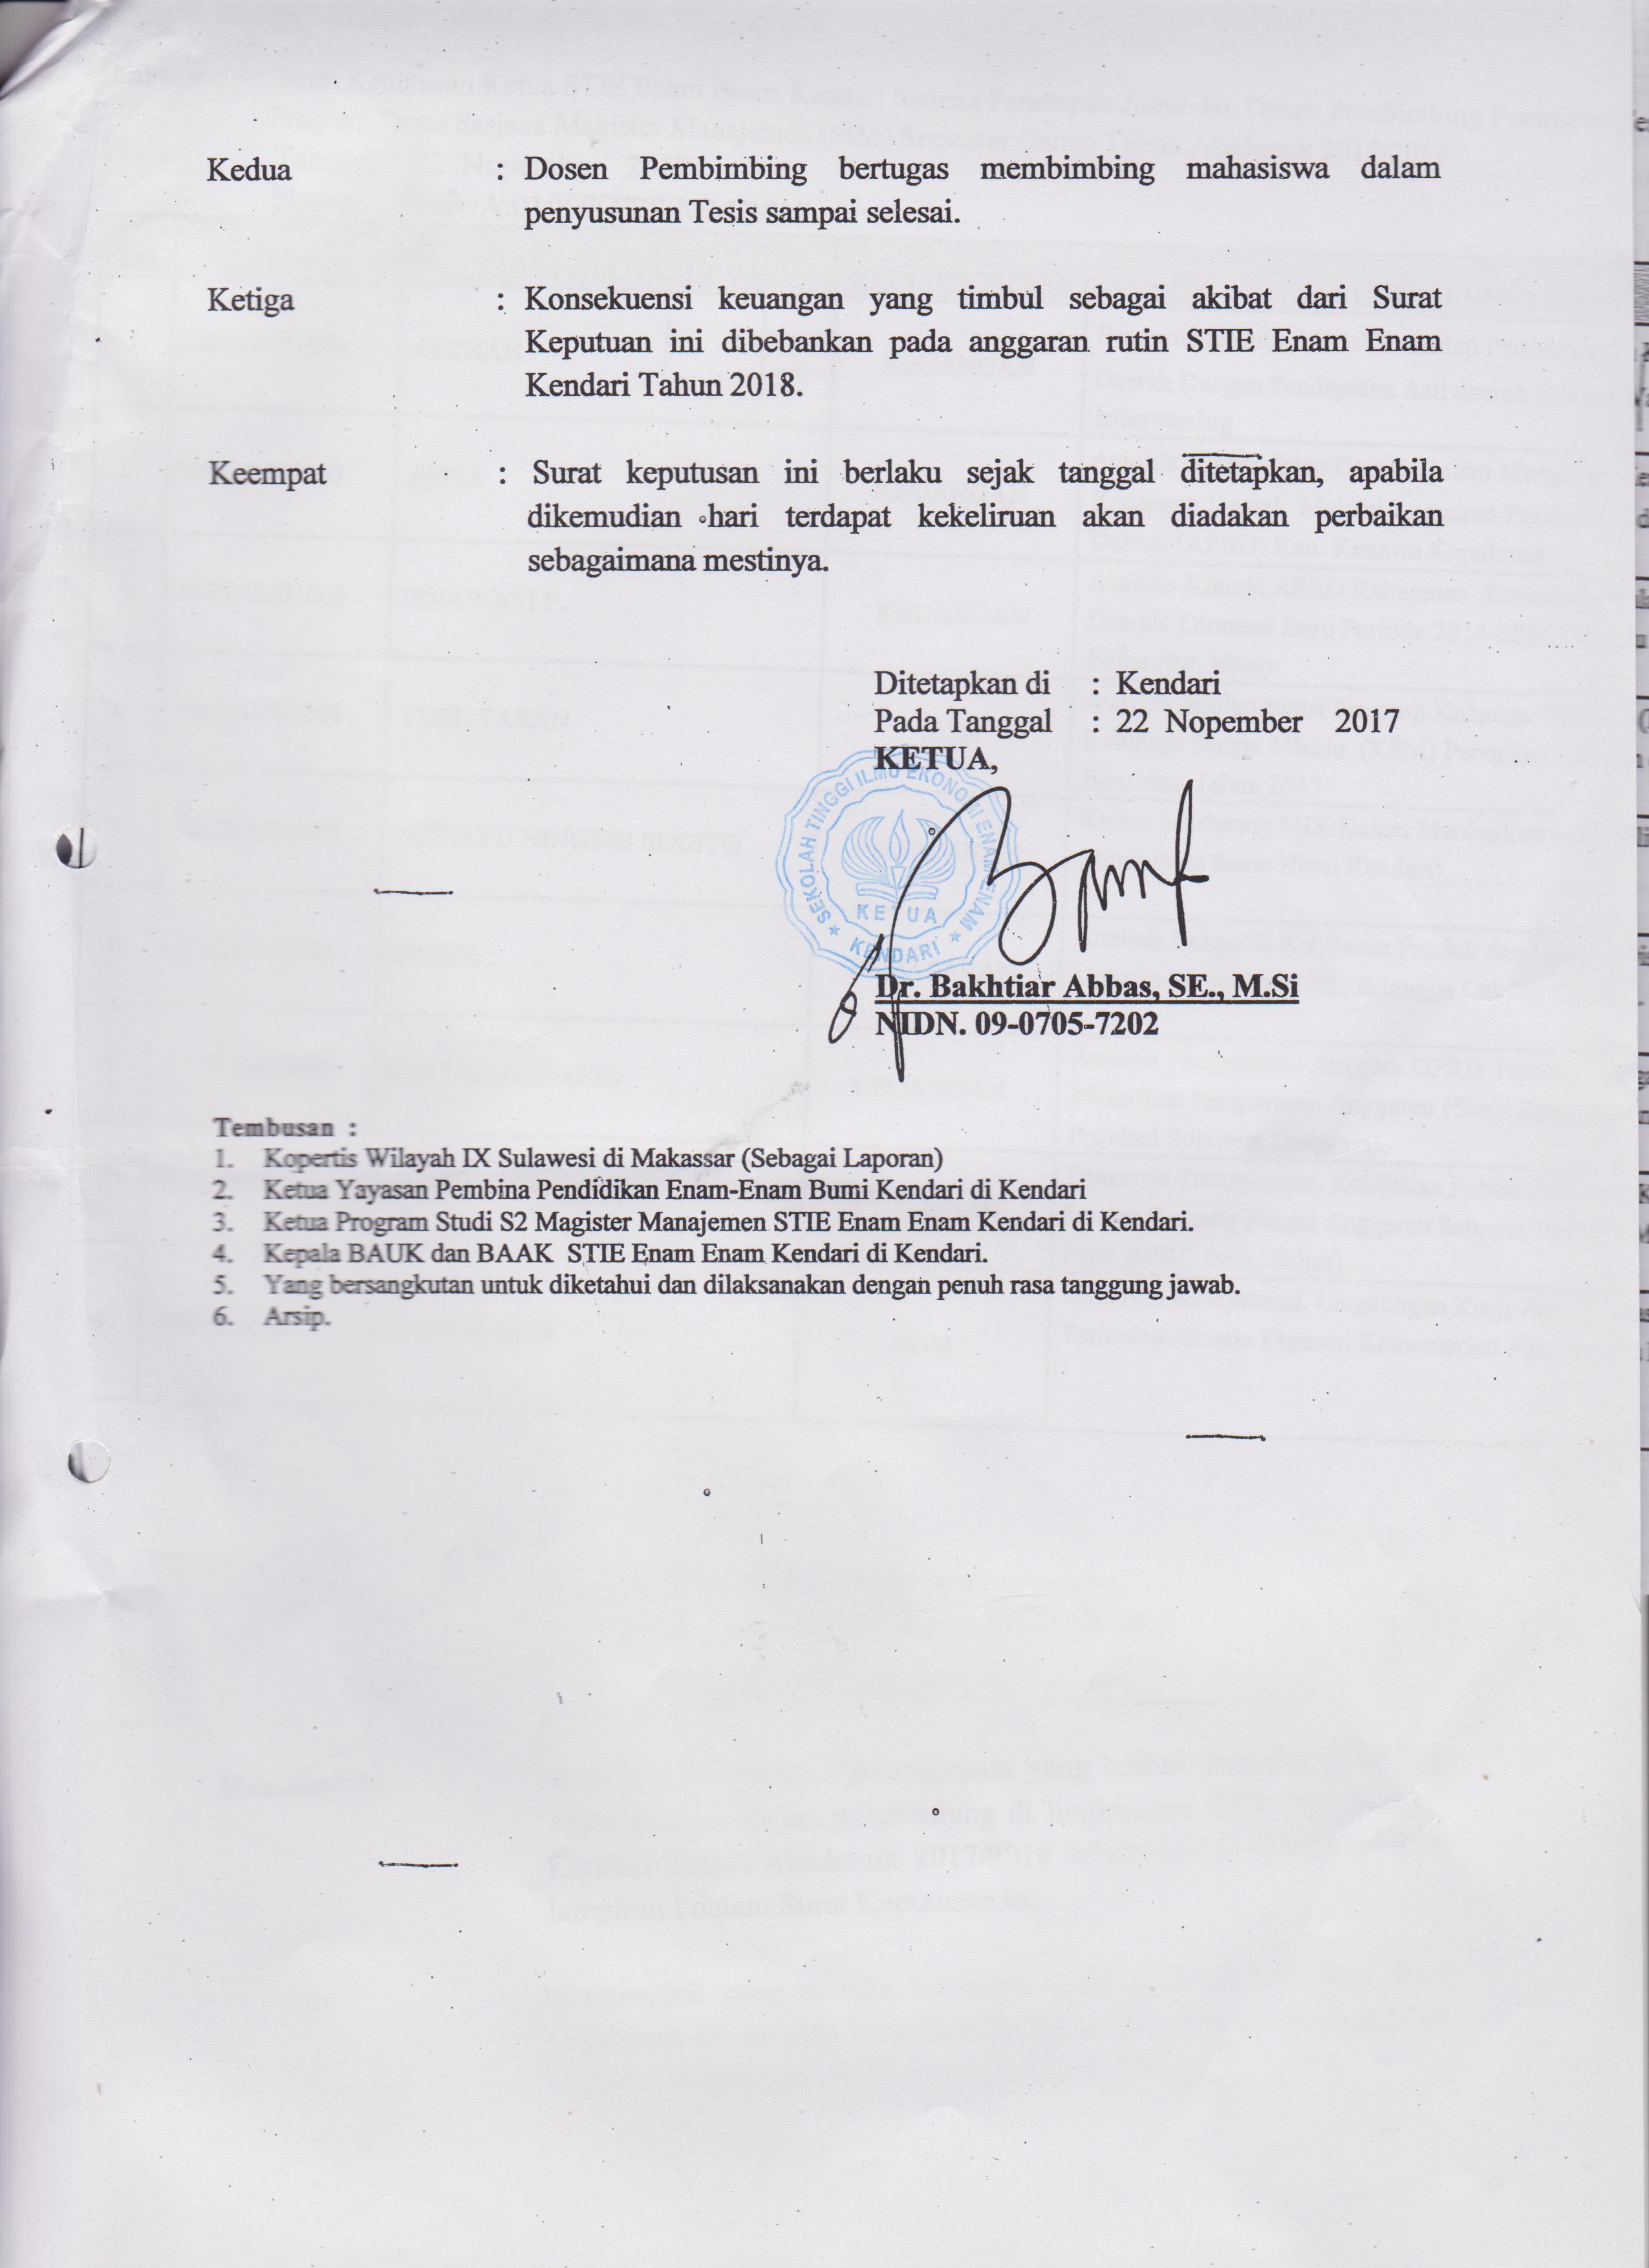 Kedua : Dosen Pembimbing bertugas membimbing mahasiswa dalam
penyusunan Tesis sampai selesai.
Ketiga : Konsekuensi keuangan yang timbul sebagai akibat dari Surat
Keputuan ini dibebankan pada anggaran rutin STIE Enam Enam
Kendari Tahun 2018.
Keempat : Surat keputusan ini berlaku sejak tanggal ditetapkan, apabila
dikemudian hari terdapat kekeliruan akan diadakan perbaikan
sebagaimana mestinya.
Ditetapkan di : Kendari
Pada Tanggal : 22 Nopember 2017
KETUA,
SEKOLAH TINGGI ILMU EKONOMI ENAM ENAM
KETUA
KENDARI
Dr. Bakhtiar Abbas, SE., M.Si
NIDN. 09-0705-7202
Tembusan :
1. Kopertis Wilayah IX Sulawesi di Makassar (Sebagai Laporan)
2. Ketua Yayasan Pembina Pendidikan Enam-Enam Bumi Kendari di Kendari
3. Ketua Program Studi S2 Magister Manajemen STIE Enam Enam Kendari di Kendari.
4. Kepala BAUK dan BAAK STIE Enam Enam Kendari di Kendari.
5. Yang bersangkutan untuk diketahui dan dilaksanakan dengan penuh rasa tanggung jawab.
6. Arsip.